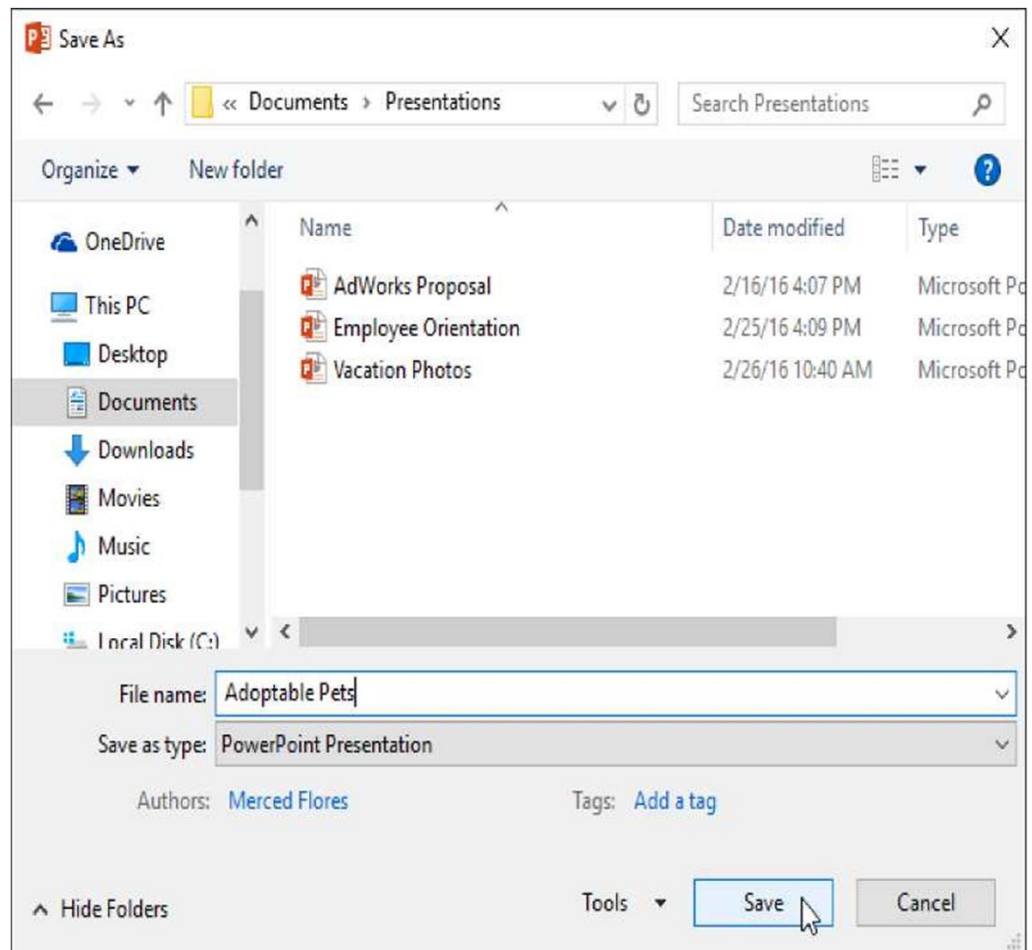 Save As
« Documents › Presentations
Search Presentations
Organize
New folder
Name Date modified Type
OneDrive
This PC
Desktop
Documents
Downloads
Movies
Music
Pictures
Local Disk (C:)
AdWorks Proposal 2/16/16 4:07 PM Microsoft Po
Employee Orientation 2/25/16 4:09 PM Microsoft Po
Vacation Photos 2/26/16 10:40 AM Microsoft Po
File name: Adoptable Pets
Save as type: PowerPoint Presentation
Authors: Merced Flores Tags: Add a tag
Hide Folders Tools Save Cancel